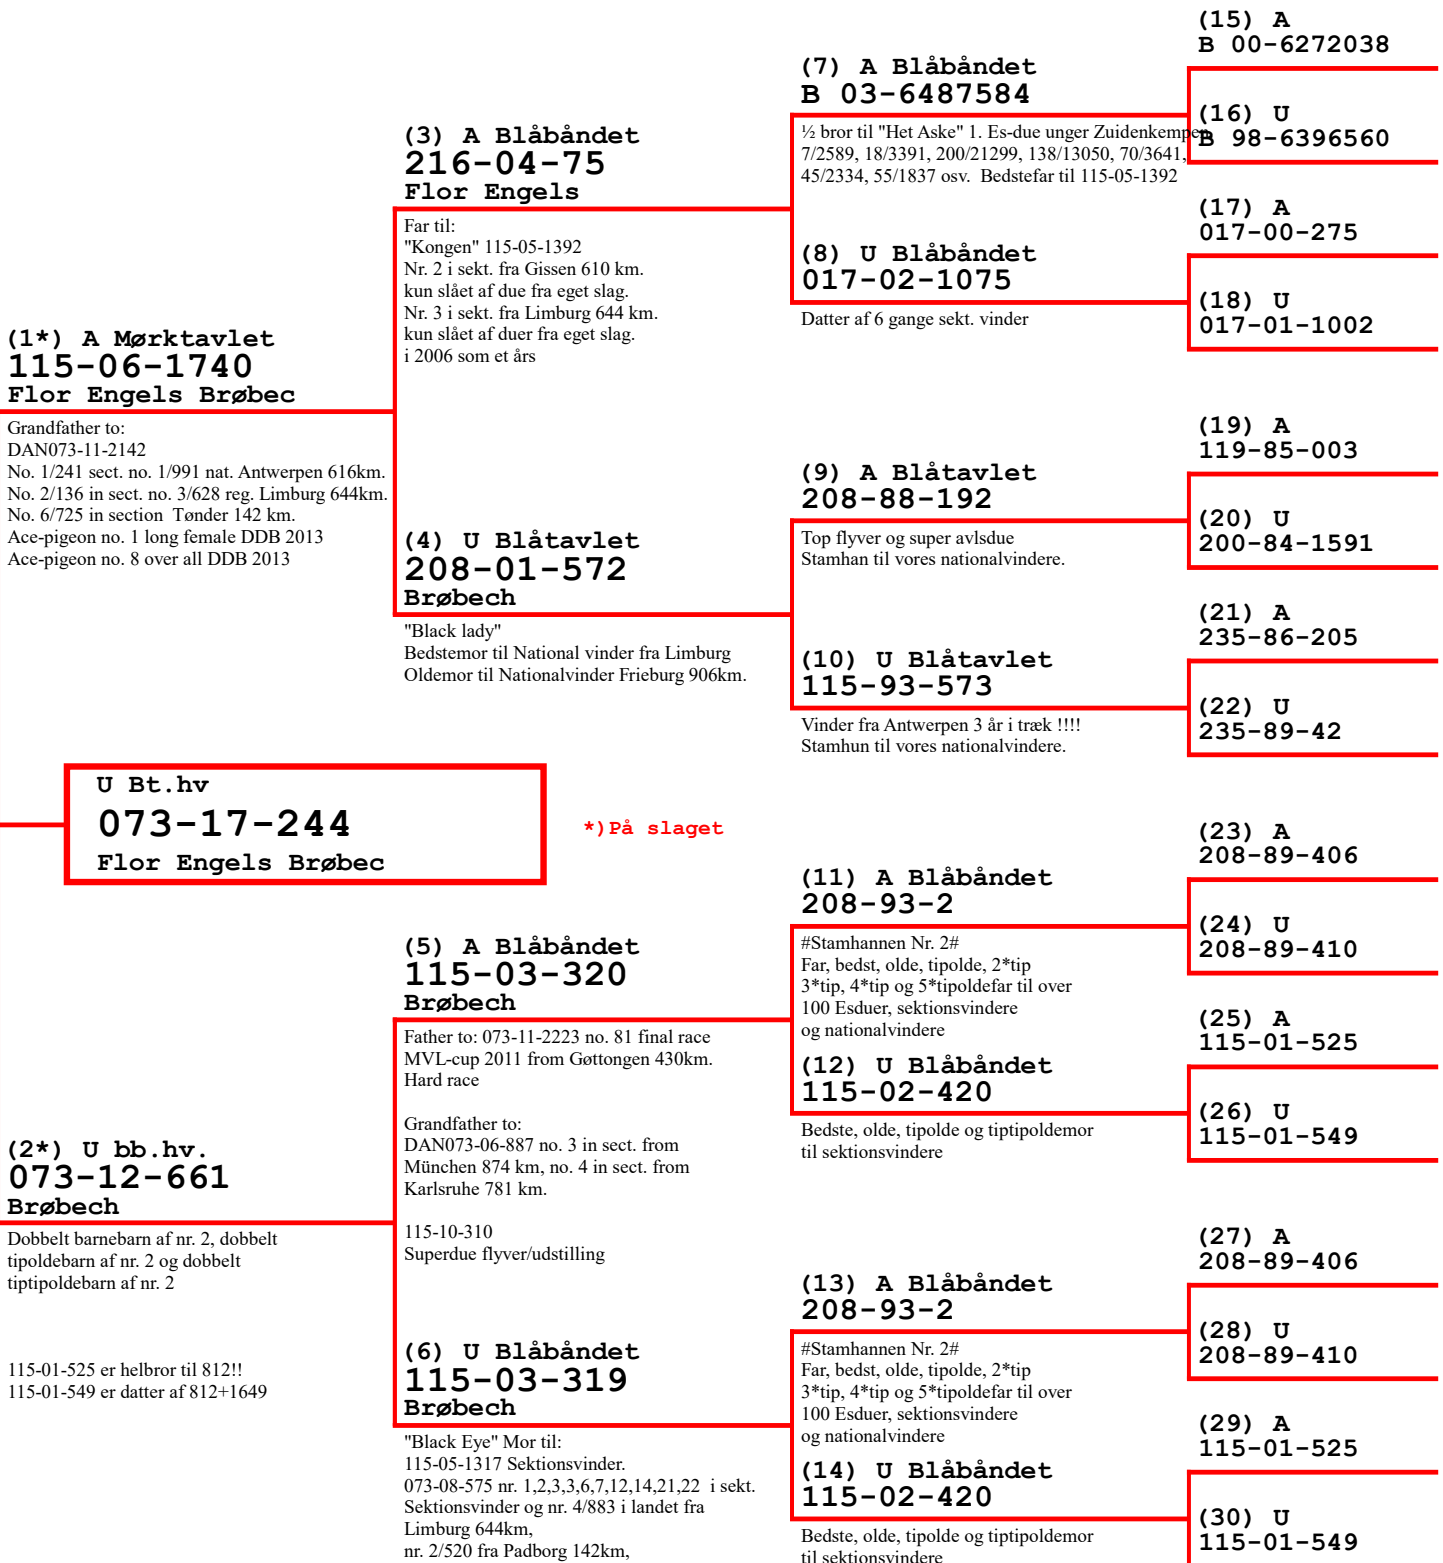 (1*) A Mørktavlet
115-06-1740
Flor Engels Brøbec
Grandfather to:
DAN073-11-2142
No. 1/241 sect. no. 1/991 nat. Antwerpen 616km.
No. 2/136 in sect. no. 3/628 reg. Limburg 644km.
No. 6/725 in section  Tønder 142 km.
Ace-pigeon no. 1 long female DDB 2013
Ace-pigeon no. 8 over all DDB 2013
U Bt.hv
073-17-244
Flor Engels Brøbec
*)På slaget
(2*) U bb.hv.
073-12-661
Brøbech
Dobbelt barnebarn af nr. 2, dobbelt
tipoldebarn af nr. 2 og dobbelt
tiptipoldebarn af nr. 2
115-01-525 er helbror til 812!!
115-01-549 er datter af 812+1649
(3) A Blåbåndet
216-04-75
Flor Engels
Far til:
"Kongen" 115-05-1392
Nr. 2 i sekt. fra Gissen 610 km.
kun slået af due fra eget slag.
Nr. 3 i sekt. fra Limburg 644 km.
kun slået af duer fra eget slag.
i 2006 som et års
(4) U Blåtavlet
208-01-572
Brøbech
"Black lady"
Bedstemor til National vinder fra Limburg
Oldemor til Nationalvinder Frieburg 906km.
(5) A Blåbåndet
115-03-320
Brøbech
Father to: 073-11-2223 no. 81 final race
MVL-cup 2011 from Gøttongen 430km.
Hard race
Grandfather to:
DAN073-06-887 no. 3 in sect. from
München 874 km, no. 4 in sect. from
Karlsruhe 781 km.
115-10-310
Superdue flyver/udstilling
(6) U Blåbåndet
115-03-319
Brøbech
"Black Eye" Mor til:
115-05-1317 Sektionsvinder.
073-08-575 nr. 1,2,3,3,6,7,12,14,21,22  i sekt.
Sektionsvinder og nr. 4/883 i landet fra
Limburg 644km,
nr. 2/520 fra Padborg 142km,
(7) A Blåbåndet
B 03-6487584
½ bror til "Het Aske" 1. Es-due unger Zuidenkempen
7/2589, 18/3391, 200/21299, 138/13050, 70/3641,
45/2334, 55/1837 osv.  Bedstefar til 115-05-1392
(8) U Blåbåndet
017-02-1075
Datter af 6 gange sekt. vinder
(9) A Blåtavlet
208-88-192
Top flyver og super avlsdue
Stamhan til vores nationalvindere.
(10) U Blåtavlet
115-93-573
Vinder fra Antwerpen 3 år i træk !!!!
Stamhun til vores nationalvindere.
(11) A Blåbåndet
208-93-2
#Stamhannen Nr. 2#
Far, bedst, olde, tipolde, 2*tip
3*tip, 4*tip og 5*tipoldefar til over
100 Esduer, sektionsvindere
og nationalvindere
(12) U Blåbåndet
115-02-420
Bedste, olde, tipolde og tiptipoldemor
til sektionsvindere
(13) A Blåbåndet
208-93-2
#Stamhannen Nr. 2#
Far, bedst, olde, tipolde, 2*tip
3*tip, 4*tip og 5*tipoldefar til over
100 Esduer, sektionsvindere
og nationalvindere
(14) U Blåbåndet
115-02-420
Bedste, olde, tipolde og tiptipoldemor
til sektionsvindere
(15) A
B 00-6272038
(16) U
B 98-6396560
(17) A
017-00-275
(18) U
017-01-1002
(19) A
119-85-003
(20) U
200-84-1591
(21) A
235-86-205
(22) U
235-89-42
(23) A
208-89-406
(24) U
208-89-410
(25) A
115-01-525
(26) U
115-01-549
(27) A
208-89-406
(28) U
208-89-410
(29) A
115-01-525
(30) U
115-01-549